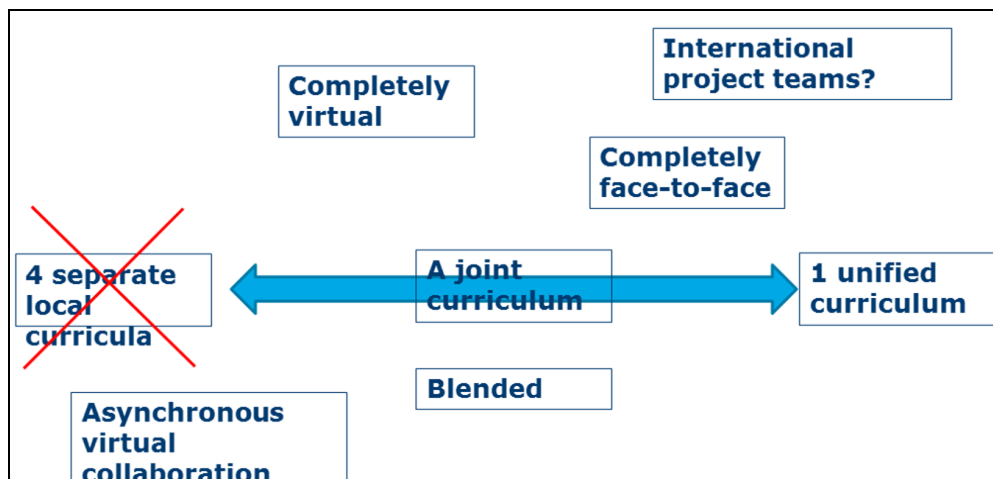 International
project teams?
Completely
virtual
Completely
face-to-face
4 separate
local
curricula
A joint
curriculum
1 unified
curriculum
Blended
Asynchronous
virtual
collaboration